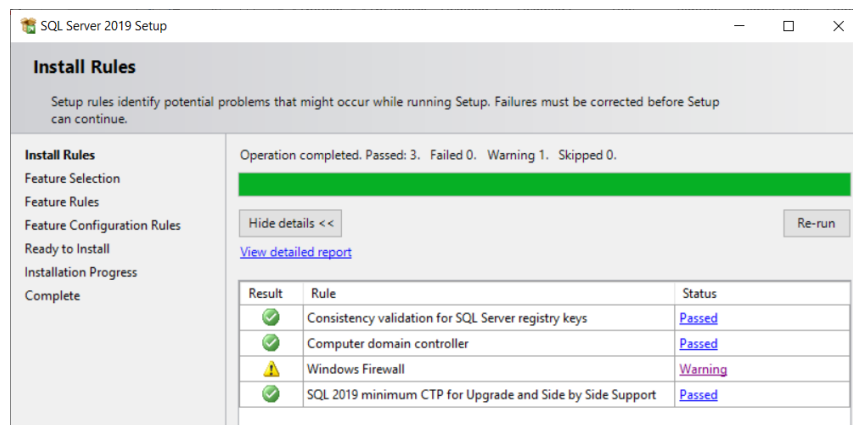 SQL Server 2019 Setup
Install Rules
Setup rules identify potential problems that might occur while running Setup. Failures must be corrected before Setup
can continue.
Install Rules
Feature Selection
Feature Rules
Feature Configuration Rules
Ready to Install
Installation Progress
Complete
Operation completed. Passed: 3. Failed 0. Warning 1. Skipped 0.
Hide details <<
Re-run
View detailed report
Result Rule Status
Consistency validation for SQL Server registry keys Passed
Computer domain controller Passed
Windows Firewall Warning
SQL 2019 minimum CTP for Upgrade and Side by Side Support Passed